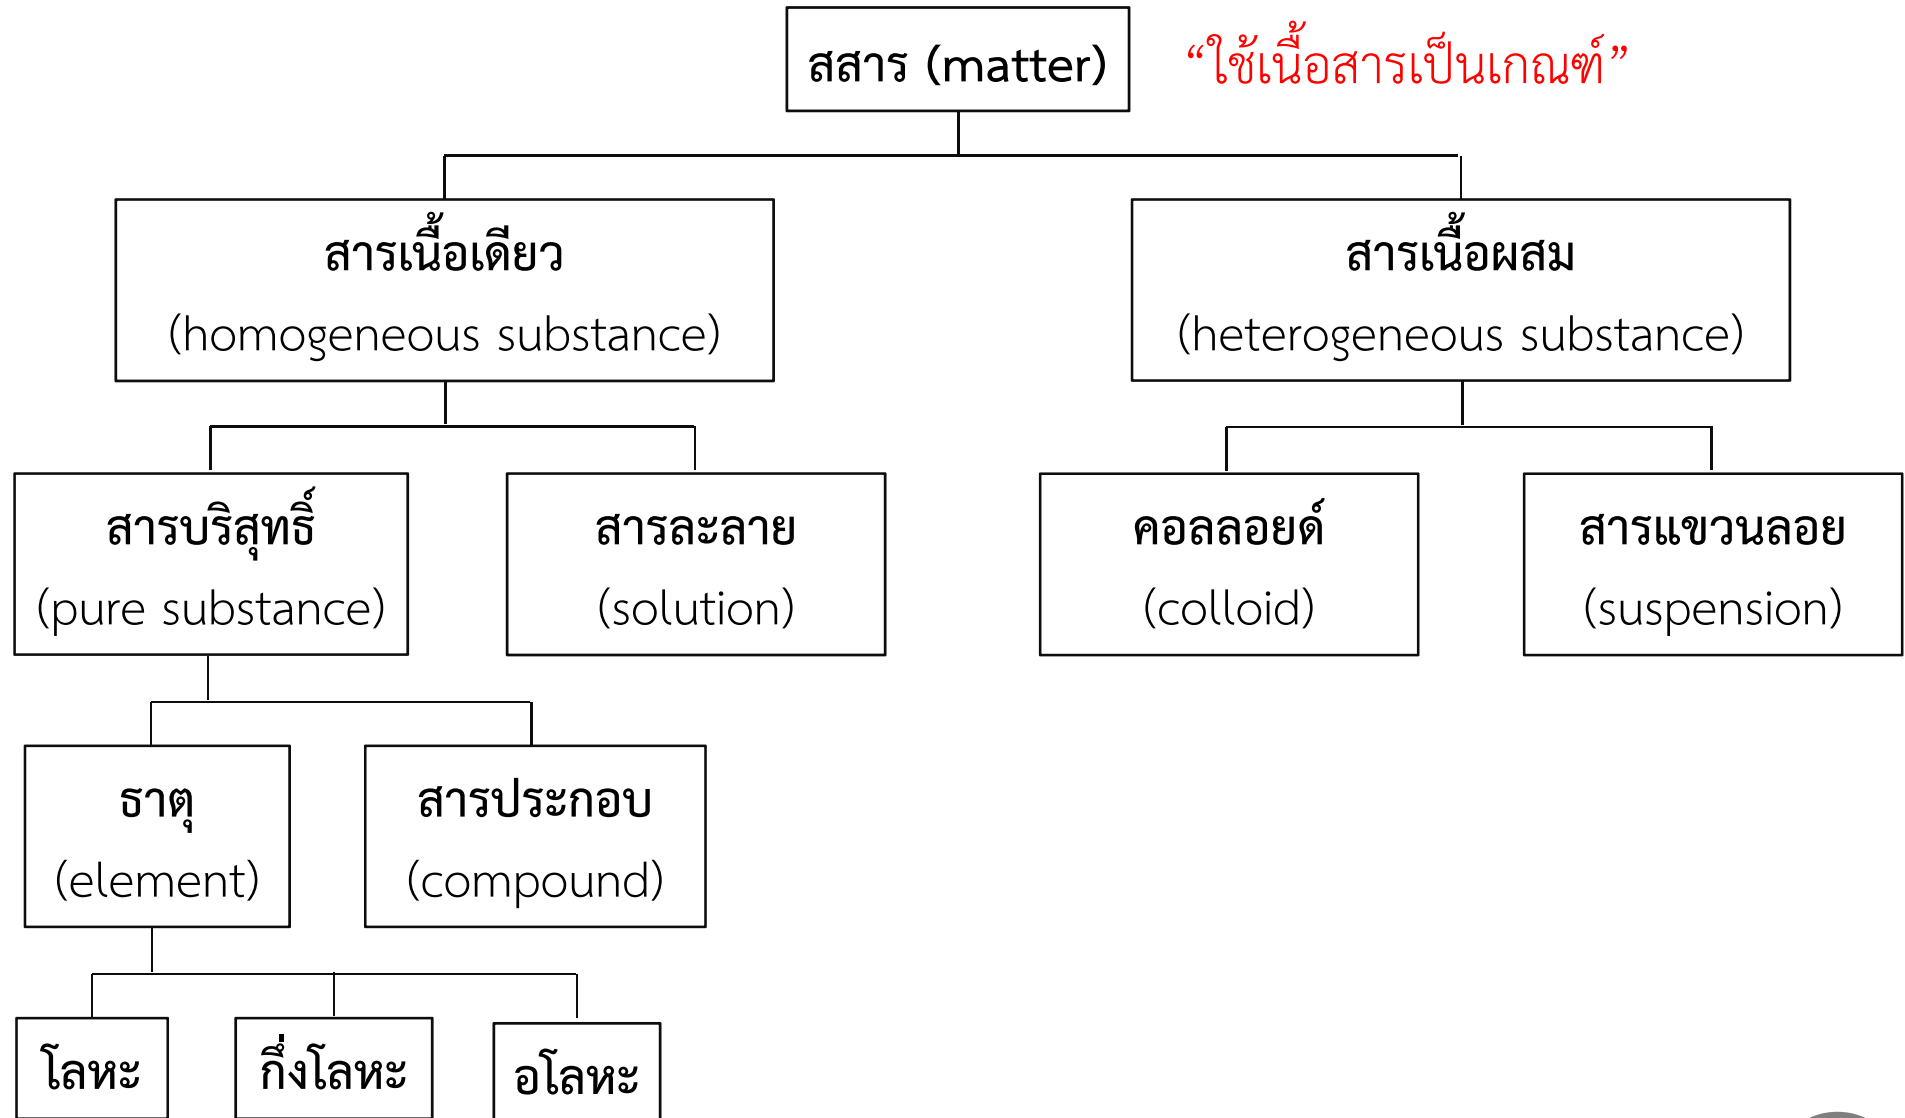 สสาร (matter)
“ใช้เนื้อสารเป็นเกณฑ์”
สารเนื้อเดียว
(homogeneous substance)
สารเนื้อผสม
(heterogeneous substance)
สารบริสุทธิ์
(pure substance)
สารละลาย
(solution)
คอลลอยด์
(colloid)
สารแขวนลอย
(suspension)
ธาตุ
(element)
สารประกอบ
(compound)
โลหะ
กึ่งโลหะ
อโลหะ